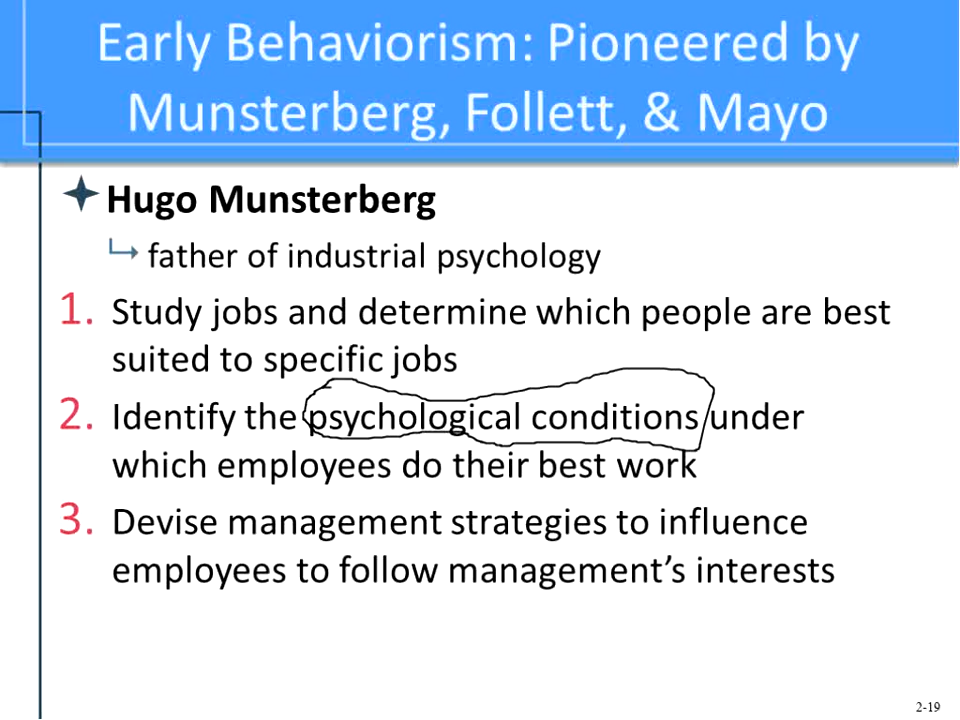 Early Behaviorism: Pioneered by
Munsterberg, Follett, & Mayo
Hugo Munsterberg
father of industrial psychology
1. Study jobs and determine which people are best
suited to specific jobs
2. Identify the psychological conditions under
which employees do their best work
3. Devise management strategies to influence
employees to follow management’s interests
2-19